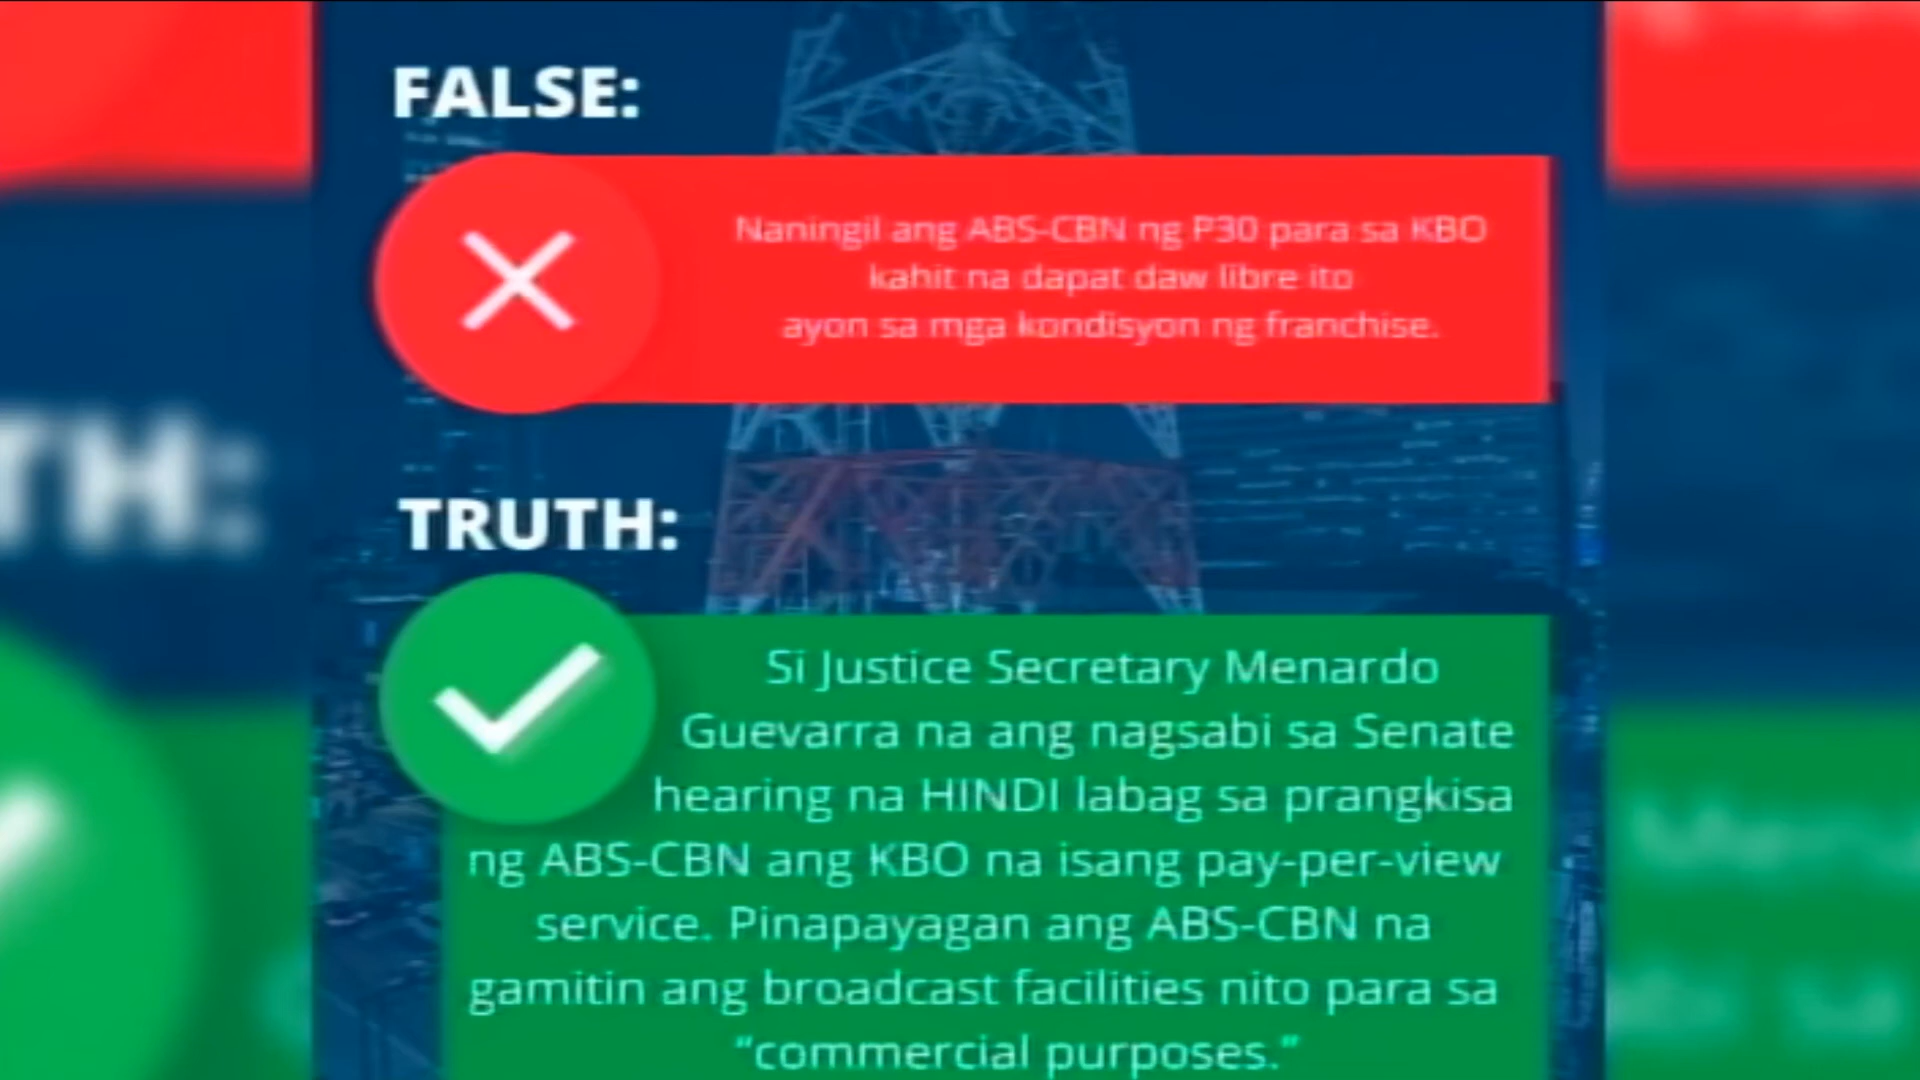 FALSE:
Naningil ang ABS-CBN ng P30 para sa KBO
kahit na dapat daw libre ito
ayon sa mga kondisyon ng franchise.
TRUTH:
Si Justice Secretary Menardo
Guevarra na ang nagsabi sa Senate
hearing na HINDI labag sa prangkisa
ng ABS-CBN ang KBO na isang pay-per-view
service. Pinapayagan ang ABS-CBN na
gamitin ang broadcast facilities nito para sa
“commercial purposes.”
TH: